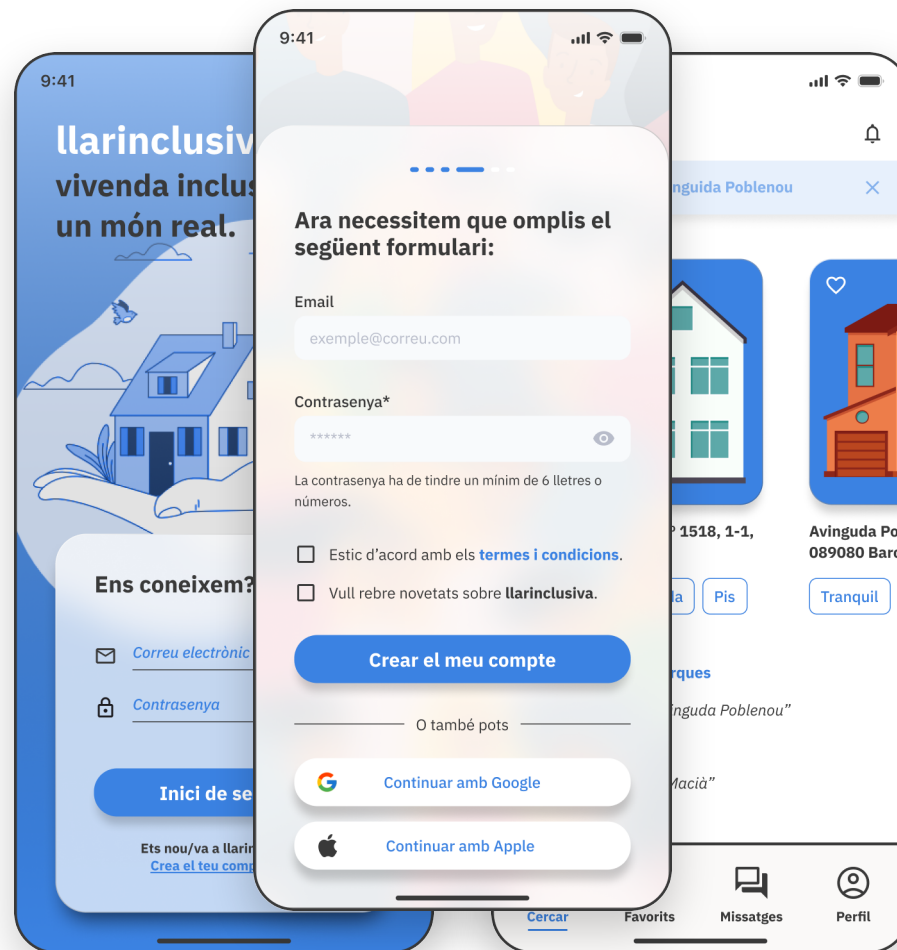 9:41
llarinclusiv
vivenda inclus
un món real.
Ens coneixem?
Correu electrònic
Contrasenya
Inici de se
Ets nou/va a llarin
Crea el teu comp
9:41
Ara necessitem que omplis el
següent formulari:
Email
exemple@correu.com
Contrasenya*
******
La contrasenya ha de tindre un mínim de 6 lletres o
números.
Estic d’acord amb els termes i condicions.
Vull rebre novetats sobre llarinclusiva.
Crear el meu compte
O també pots
Continuar amb Google
Continuar amb Apple
nguida Poblenou
º 1518, 1-1,
Avinguda Po
089080 Barc
da
Pis
Tranquil
rques
inguda Poblenou”
Macià”
Cercar
Favorits
Missatges
Perfil